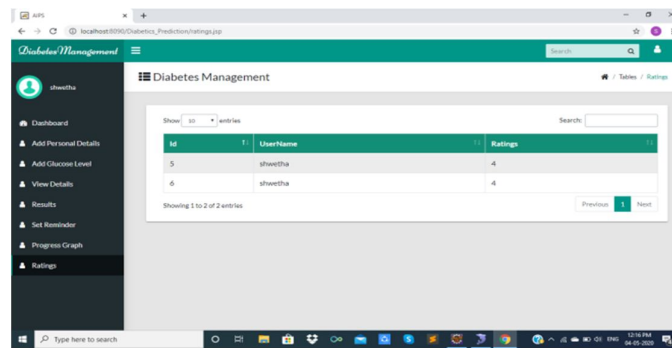 AIPS
localhost:8090/Diabetics_Prediction/ratings.jsp
Diabetes Management
Search
shwetha
Diabetes Management
/ Tables / Ratings
Dashboard
Add Personal Details
Add Glucose Level
View Details
Results
Set Reminder
Progress Graph
Ratings
Show 10 entries
Search:
Id UserName Ratings
5 shwetha 4
6 shwetha 4
Showing 1 to 2 of 2 entries
Previous 1 Next
Type here to search
ENG
12:16 PM
04-05-2020